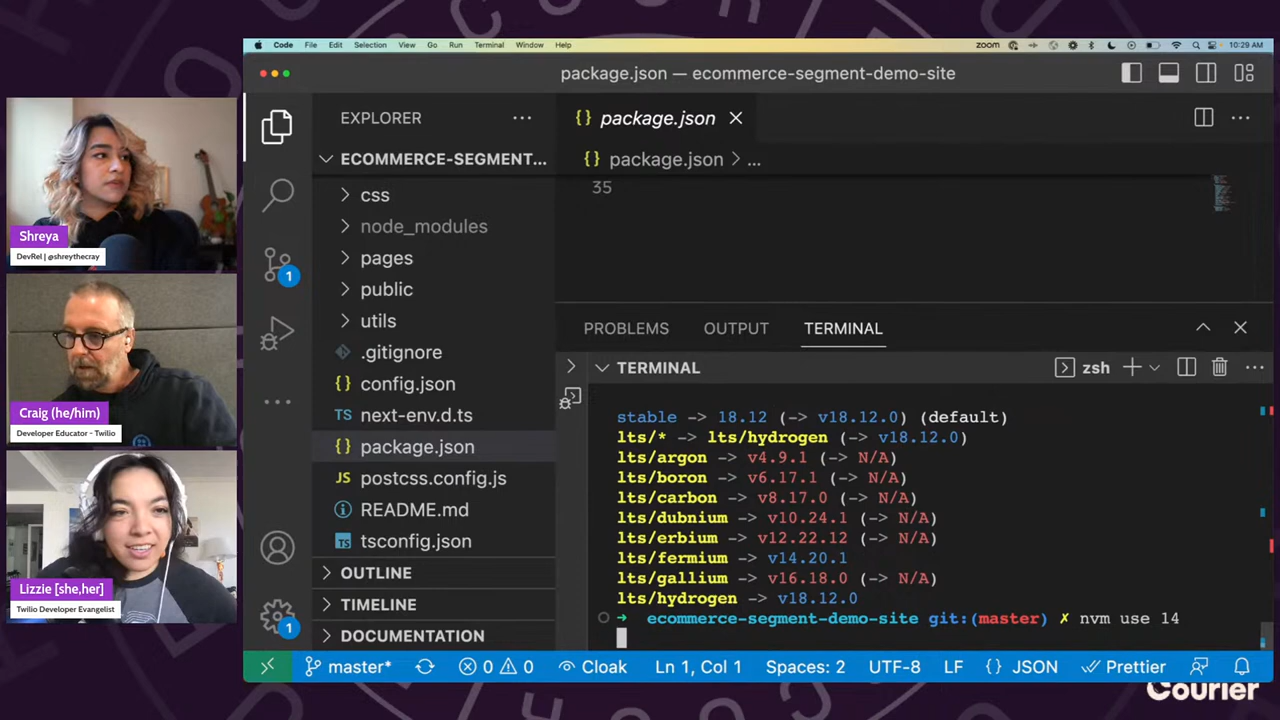 Code File Edit Selection View Go Run Terminal Window Help
zoom
10:29 AM
package.json — ecommerce-segment-demo-site
EXPLORER
ECOMMERCE-SEGMENT...
css
node_modules
pages
public
utils
.gitignore
{} config.json
TS next-env.d.ts
{} package.json
JS postcss.config.js
README.md
TS tsconfig.json
OUTLINE
TIMELINE
DOCUMENTATION
1
1
{} package.json
{} package.json > ...
35
PROBLEMS OUTPUT TERMINAL
TERMINAL
zsh
stable -> 18.12 (-> v18.12.0) (default)
lts/* -> lts/hydrogen (-> v18.12.0)
lts/argon -> v4.9.1 (-> N/A)
lts/boron -> v6.17.1 (-> N/A)
lts/carbon -> v8.17.0 (-> N/A)
lts/dubnium -> v10.24.1 (-> N/A)
lts/erbium -> v12.22.12 (-> N/A)
lts/fermium -> v14.20.1
lts/gallium -> v16.18.0 (-> N/A)
lts/hydrogen -> v18.12.0
➜ ecommerce-segment-demo-site git:(master) ✗ nvm use 14
master* 0 0 Cloak Ln 1, Col 1 Spaces: 2 UTF-8 LF {} JSON Prettier
Shreya
DevRel | @shreythecray
Craig (he/him)
Developer Educator - Twilio
Lizzie [she,her]
Twilio Developer Evangelist
Courier